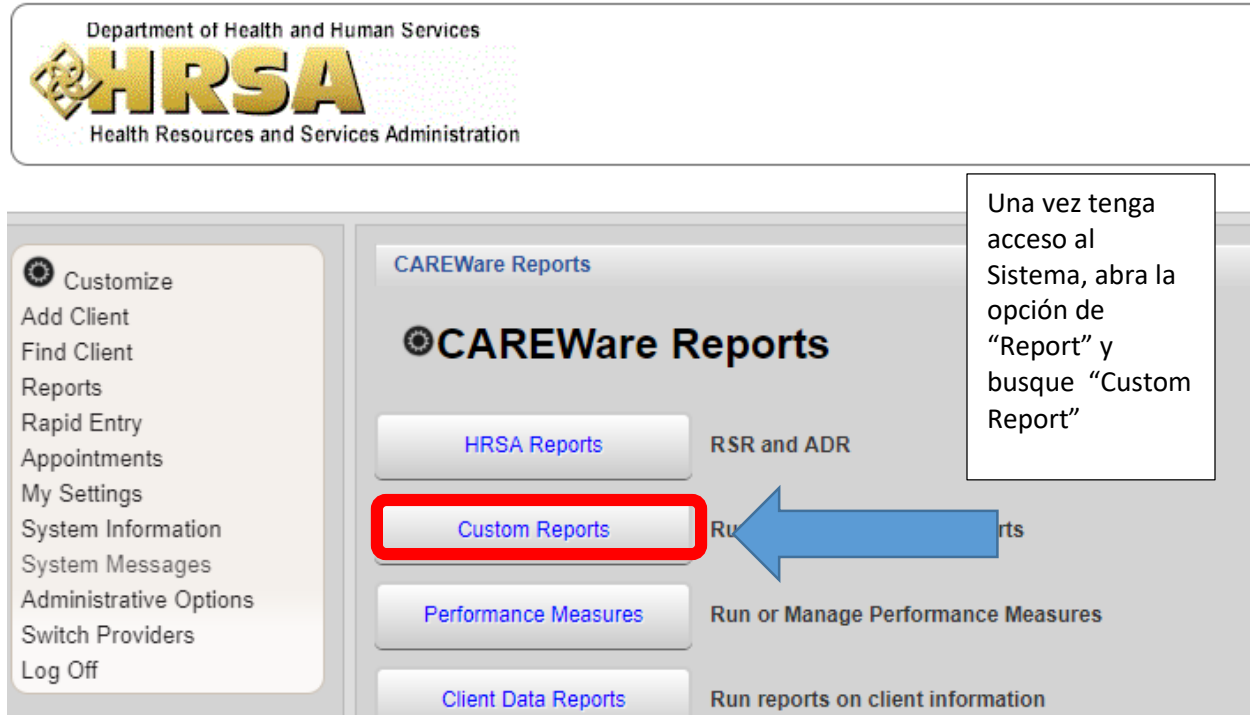 Department of Health and Human Services
HRSA
Health Resources and Services Administration
Una vez tenga
acceso al
Sistema, abra la
opción de
“Report” y
busque “Custom
Report”
Customize
Add Client
Find Client
Reports
Rapid Entry
Appointments
My Settings
System Information
System Messages
Administrative Options
Switch Providers
Log Off
CAREWare Reports
CAREWare Reports
HRSA Reports
RSR and ADR
Custom Reports
Performance Measures
Run or Manage Performance Measures
Client Data Reports
Run reports on client information